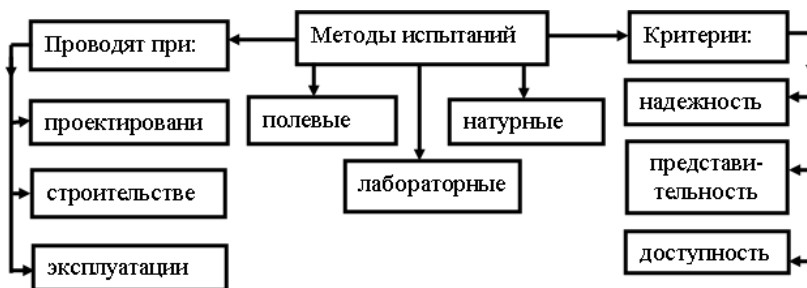 Проводят при:
Методы испытаний
Критерии:
полевые
натурные
лабораторные
проектировани
строительстве
эксплуатации
надежность
представи-
тельность
доступность